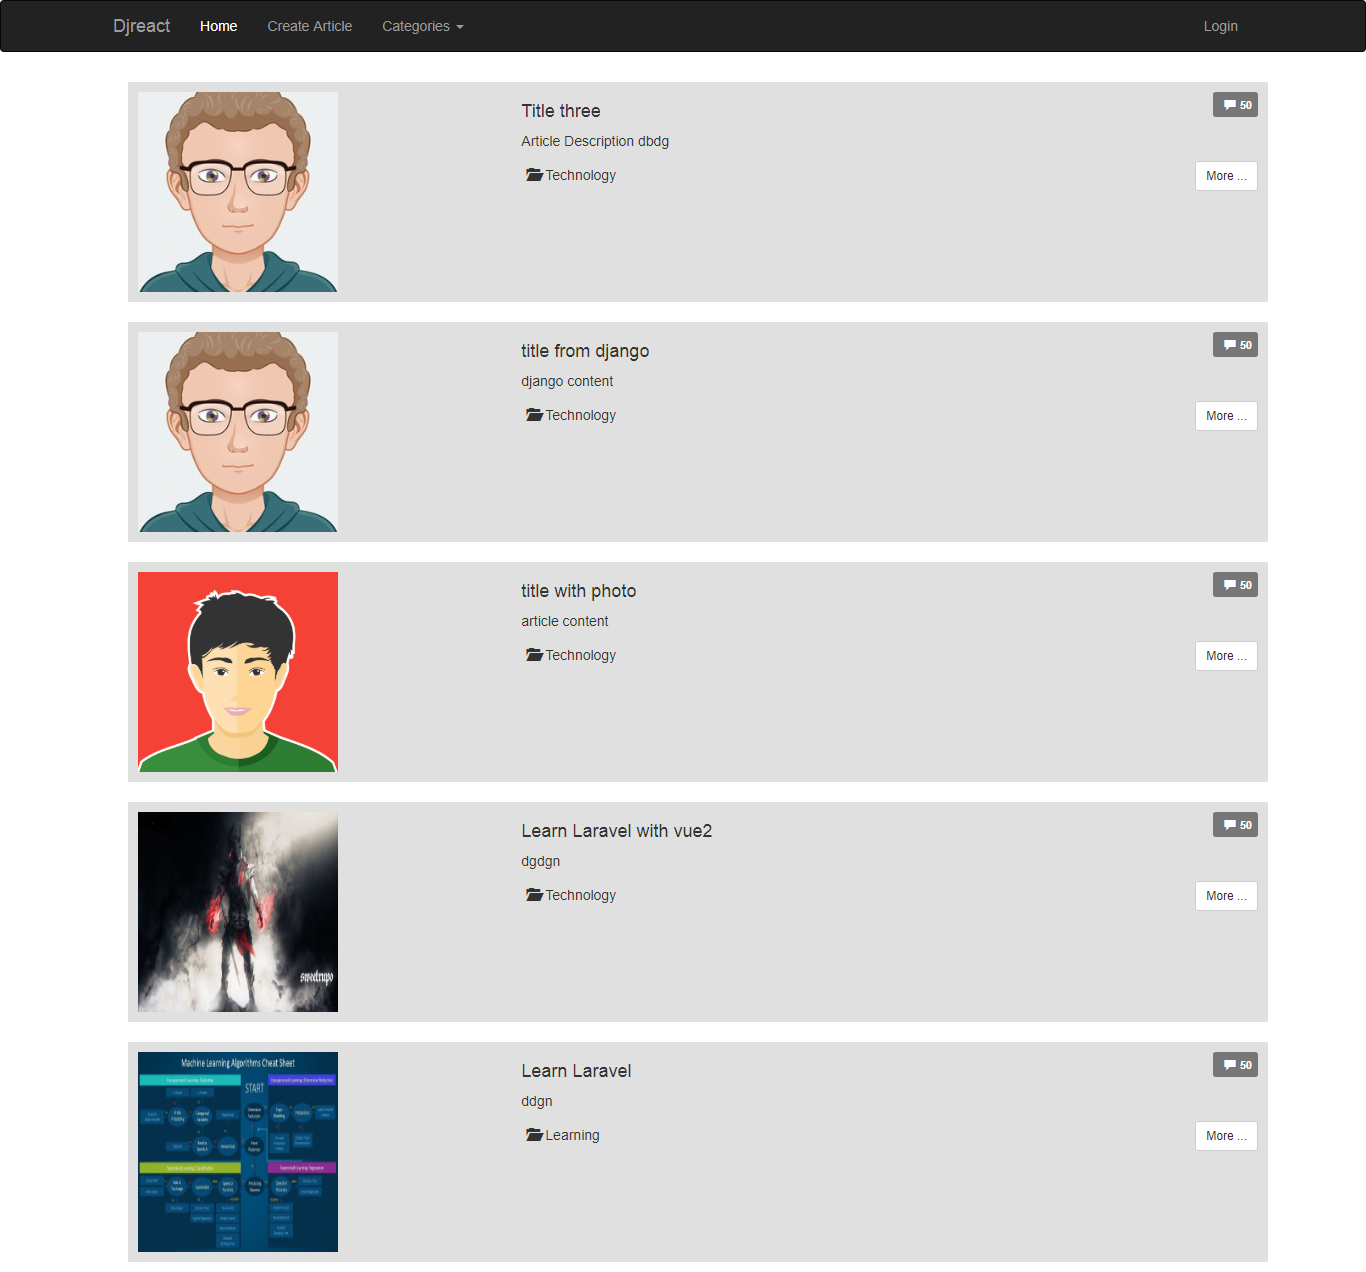 Djreact Home Create Article Categories Login
Title three
50
Article Description dbdg
Technology
More ...
title from django
50
django content
Technology
More ...
title with photo
50
article content
Technology
More ...
Learn Laravel with vue2
50
dgdgn
Technology
More ...
sweetrupo
Learn Laravel
50
ddgn
Learning
More ...
Machine Learning Algorithms Cheat Sheet
START